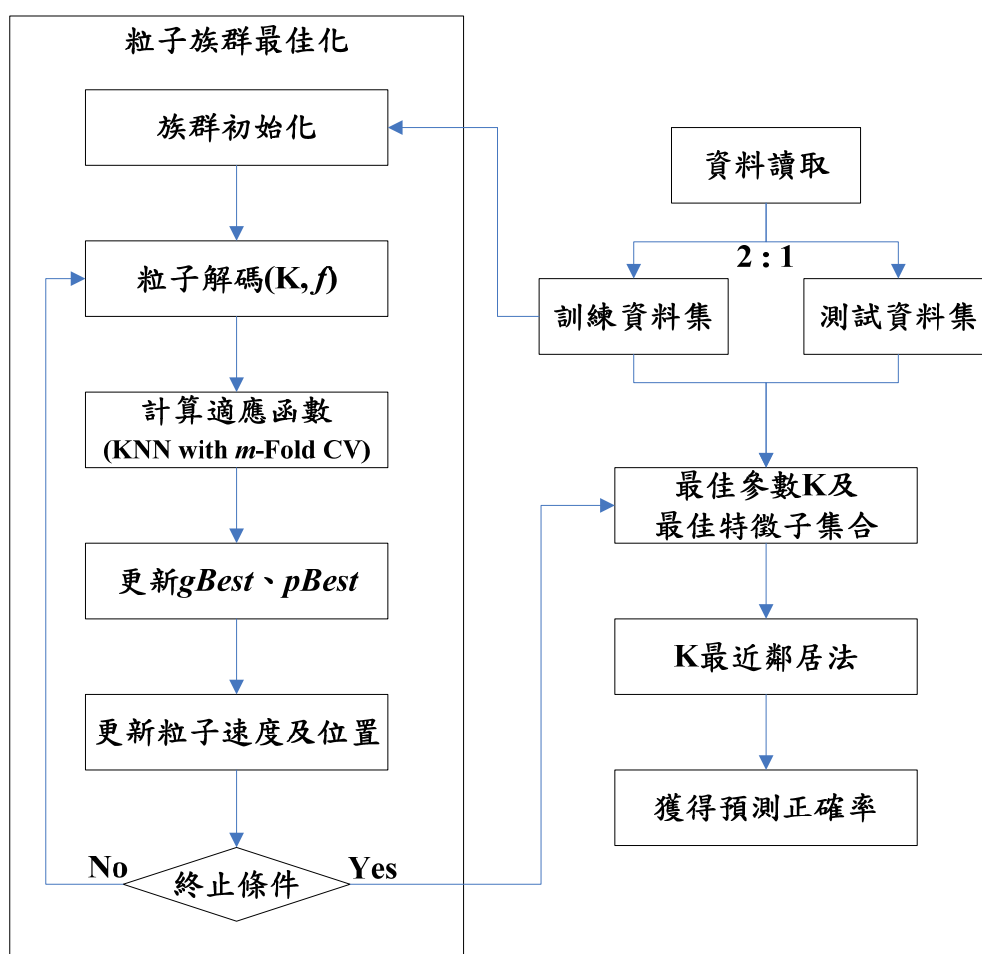 粒子族群最佳化
族群初始化
粒子解碼(K, f)
計算適應函數
(KNN with m-Fold CV)
更新gBest、pBest
更新粒子速度及位置
No
終止條件
Yes
資料讀取
2 : 1
訓練資料集
測試資料集
最佳參數K及
最佳特徵子集合
K最近鄰居法
獲得預測正確率